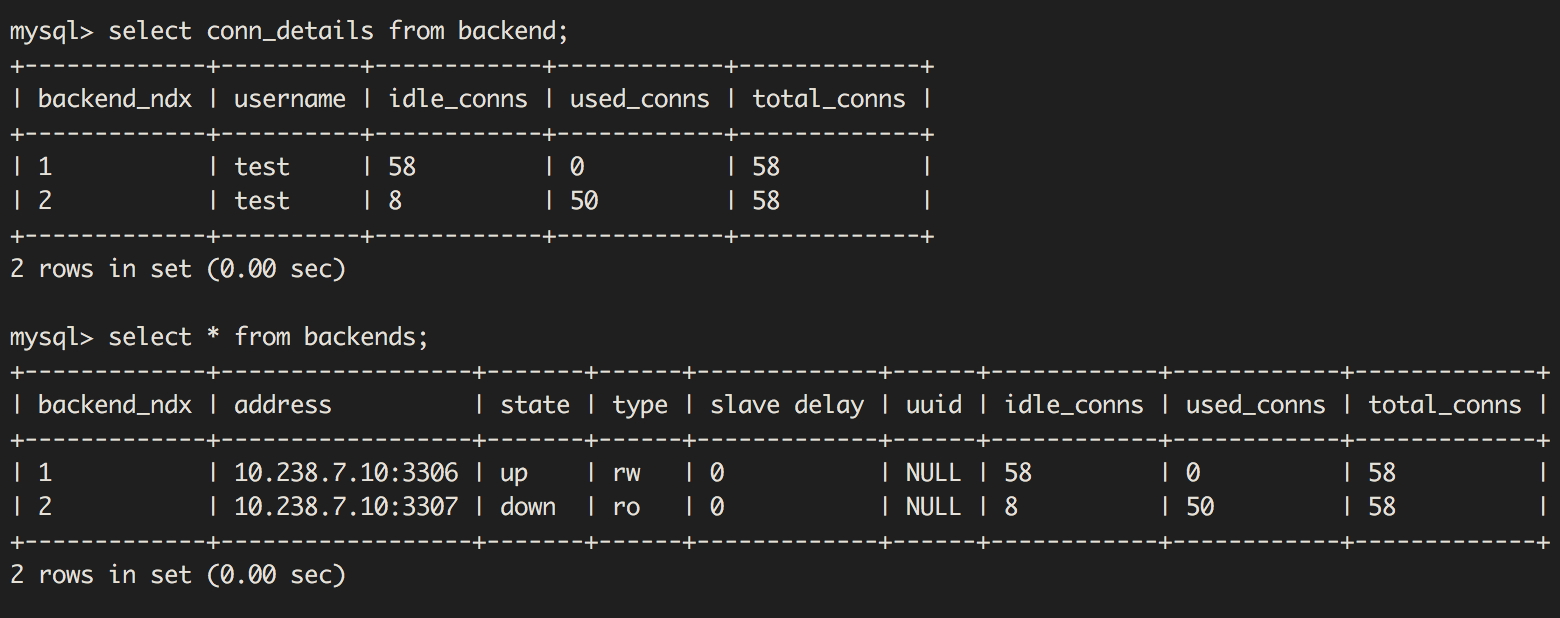 mysql> select conn_details from backend;
+-------------+----------+------------+------------+-------------+
| backend_ndx | username | idle_conns | used_conns | total_conns |
+-------------+----------+------------+------------+-------------+
| 1           | test     | 58         | 0          | 58          |
| 2           | test     | 8          | 50         | 58          |
+-------------+----------+------------+------------+-------------+
2 rows in set (0.00 sec)

mysql> select * from backends;
+-------------+------------------+-------+------+-------------+------+------------+------------+-------------+
| backend_ndx | address          | state | type | slave delay | uuid | idle_conns | used_conns | total_conns |
+-------------+------------------+-------+------+-------------+------+------------+------------+-------------+
| 1           | 10.238.7.10:3306 | up    | rw   | 0           | NULL | 58         | 0          | 58          |
| 2           | 10.238.7.10:3307 | down  | ro   | 0           | NULL | 8          | 50         | 58          |
+-------------+------------------+-------+------+-------------+------+------------+------------+-------------+
2 rows in set (0.00 sec)